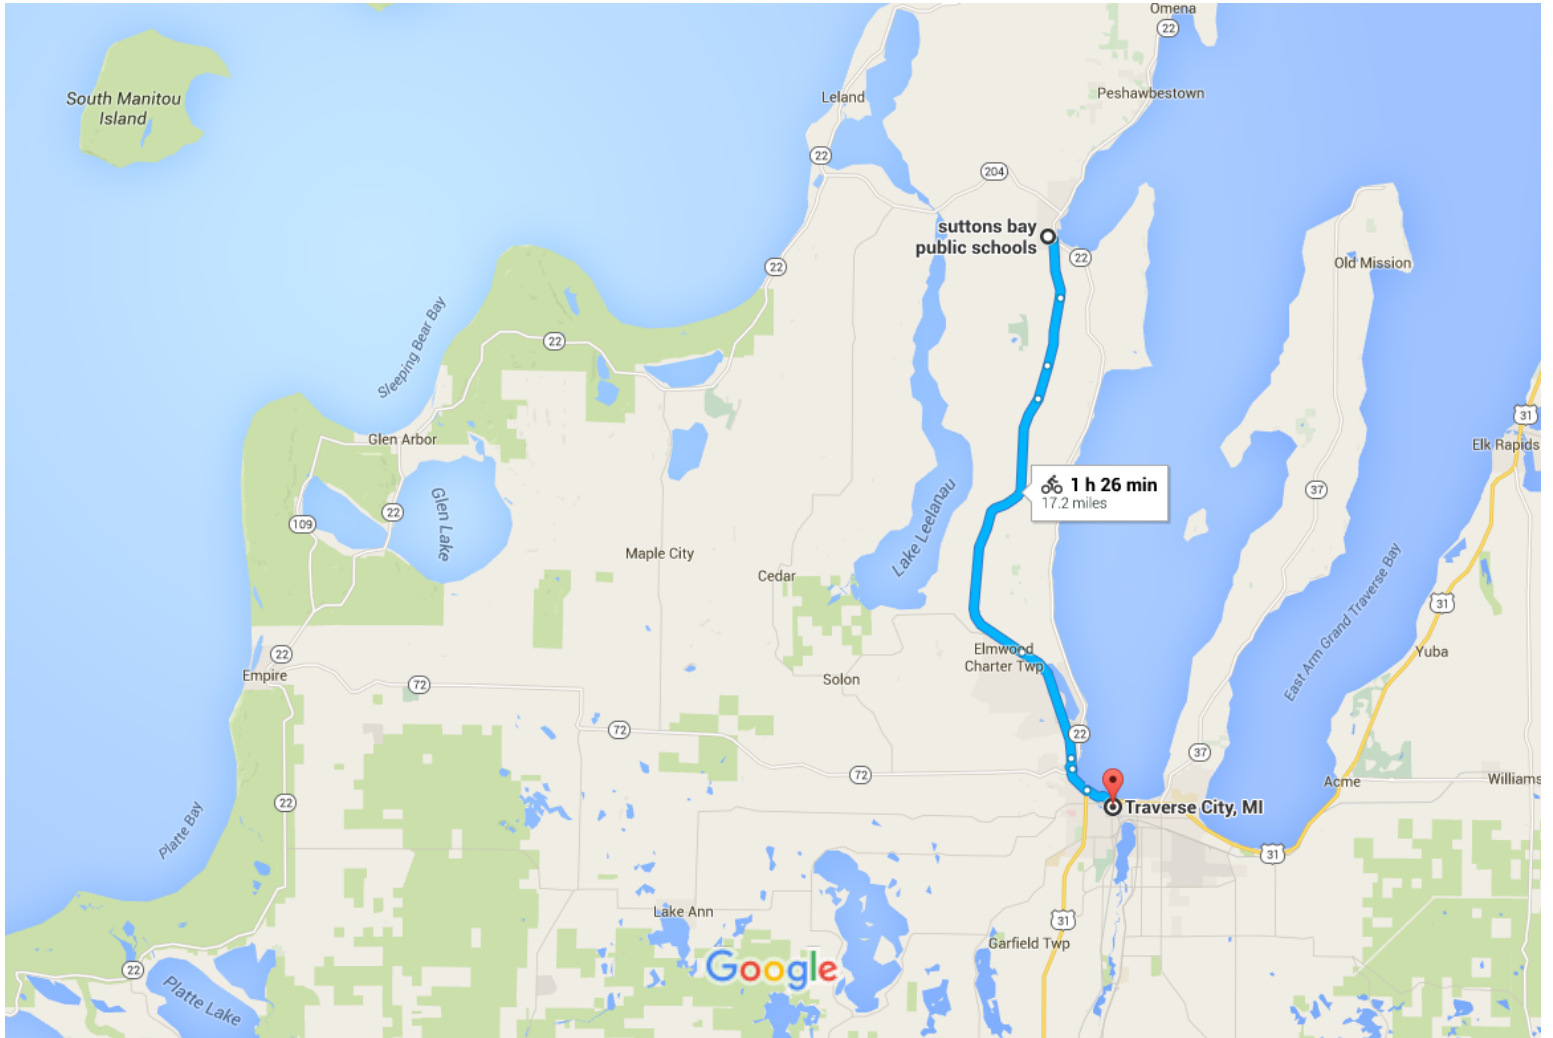 Omena
22
South Manitou
Island
Leland
Peshawbestown
22
204
suttons bay
public schools
22
22
Old Mission
Sleeping Bear Bay
22
31
Glen Arbor
Elk Rapids
1 h 26 min
17.2 miles
37
Glen Lake
22
109
Lake Leelanau
Maple City
Cedar
31
East Arm Grand Traverse Bay
Elmwood
Charter Twp
22
Yuba
Empire
72
Solon
72
22
37
72
Acme
Williams
22
Traverse City, MI
Platte Bay
31
Lake Ann
31
Garfield Twp
Google
22
Platte Lake